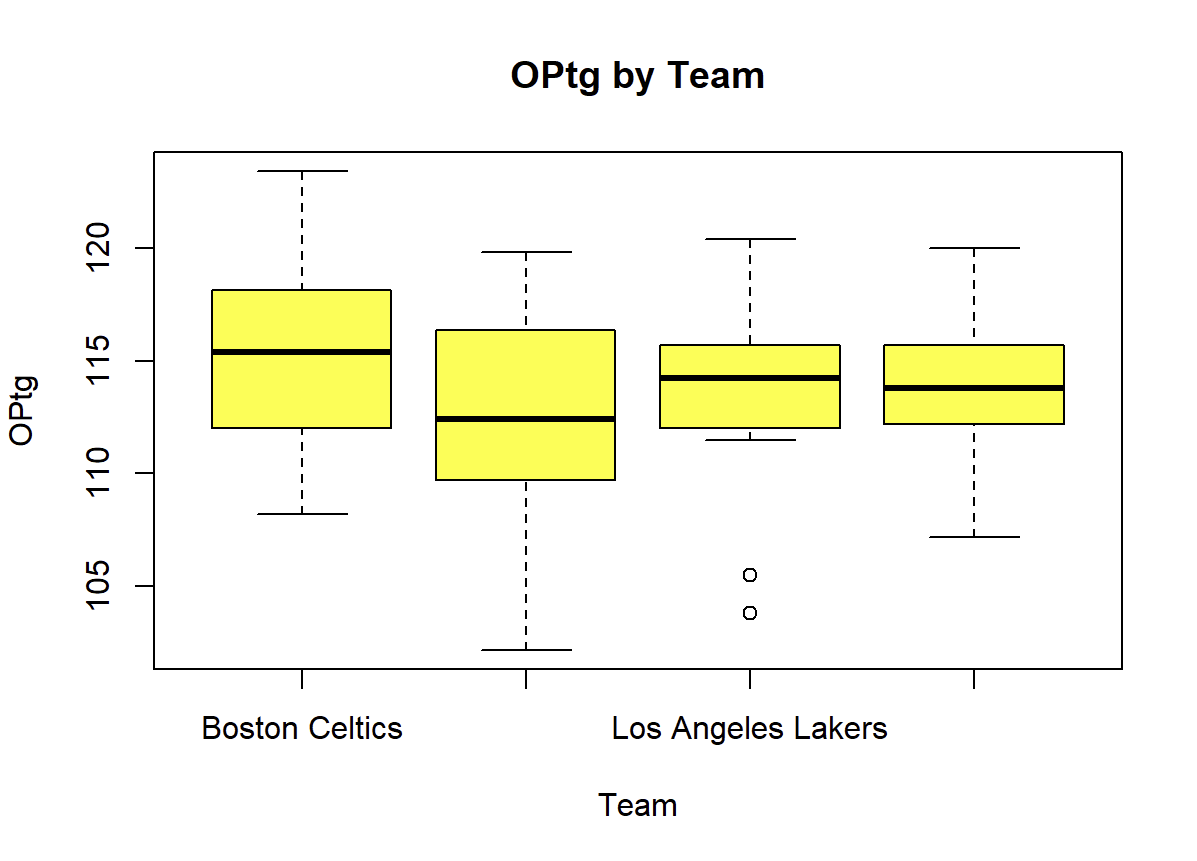 OPtg by Team
OPtg
120
115
110
105
Boston Celtics
Los Angeles Lakers
Team